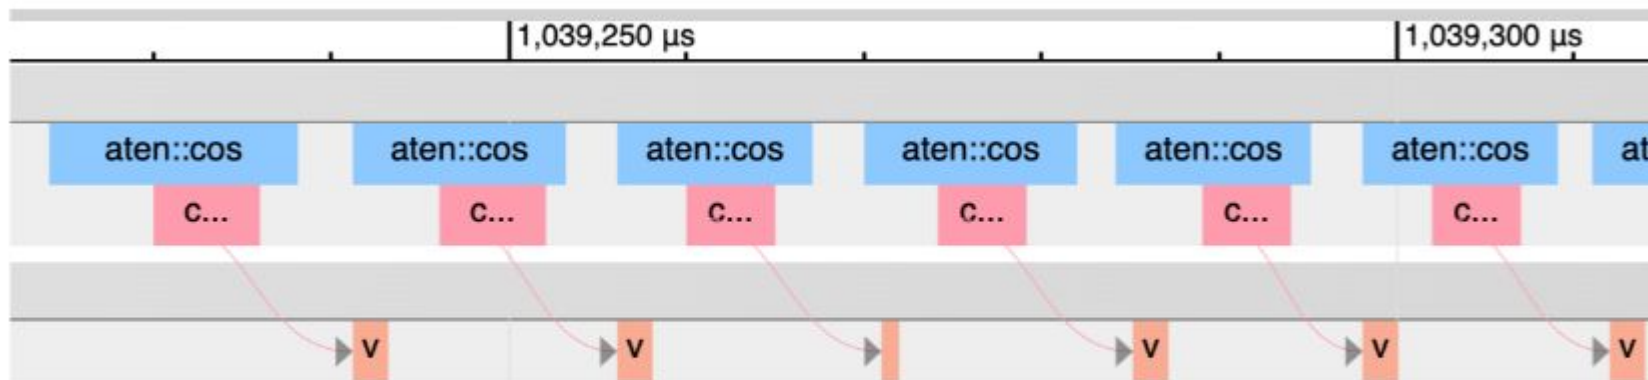 1,039,250 µs 1,039,300 µs
aten::cos aten::cos aten::cos aten::cos aten::cos aten::cos at
c... c... c... c... c... c...
v v v v v